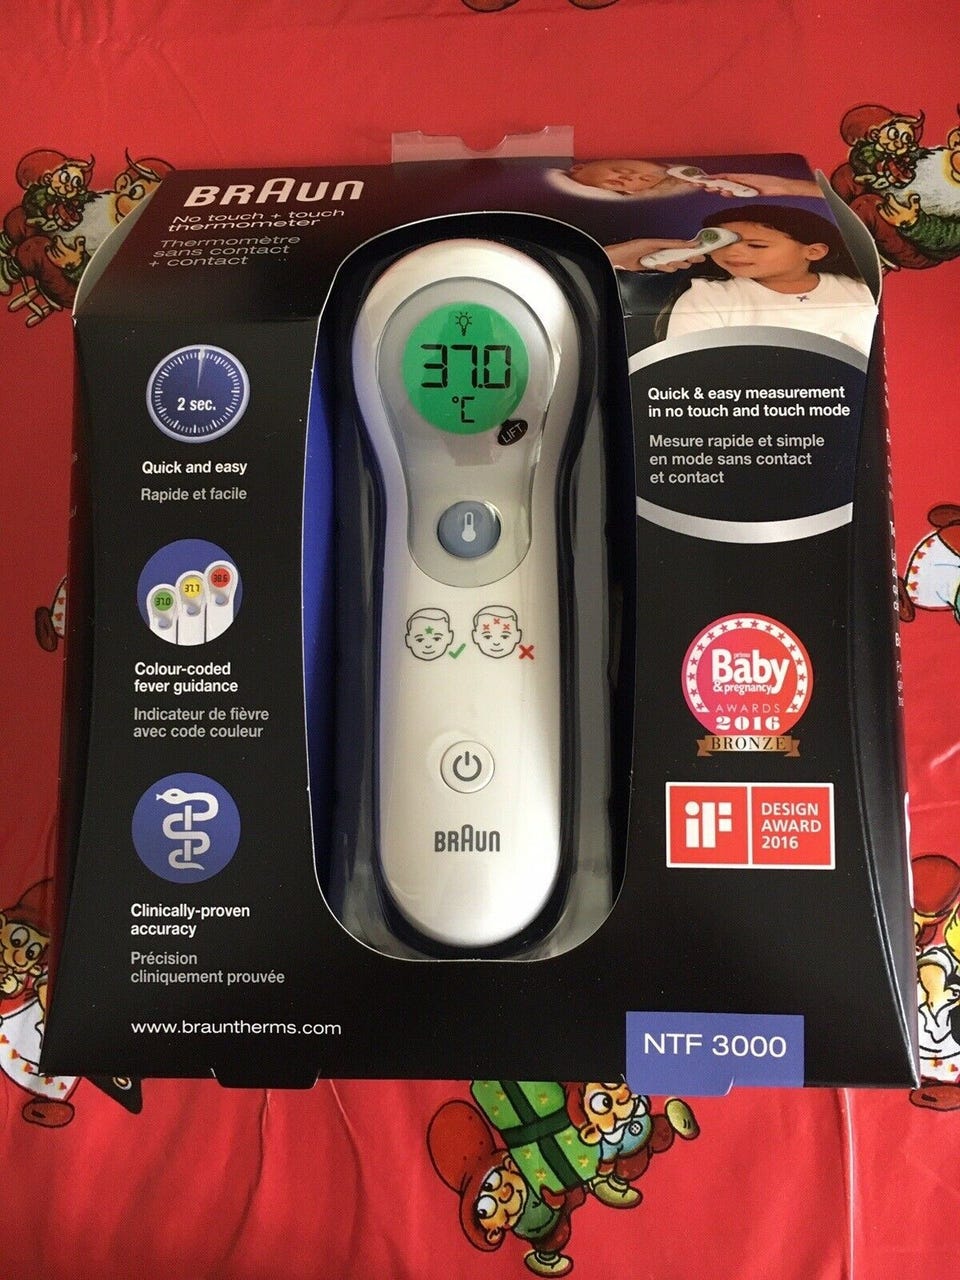 BRAUN
No touch + touch
thermometer
Thermomètre
sans contact
+ contact
2 sec.
Quick and easy
Rapide et facile
37.0
37.7
38.6
Colour-coded
fever guidance
Indicateur de fièvre
avec code couleur
Clinically-proven
accuracy
Précision
cliniquement prouvée
www.brauntherms.com
37.0
°C
LIFT
BRAUN
Quick & easy measurement
in no touch and touch mode
Mesure rapide et simple
en mode sans contact
et contact
prima
Baby
& pregnancy
AWARDS
2016
BRONZE
iF
DESIGN
AWARD
2016
NTF 3000